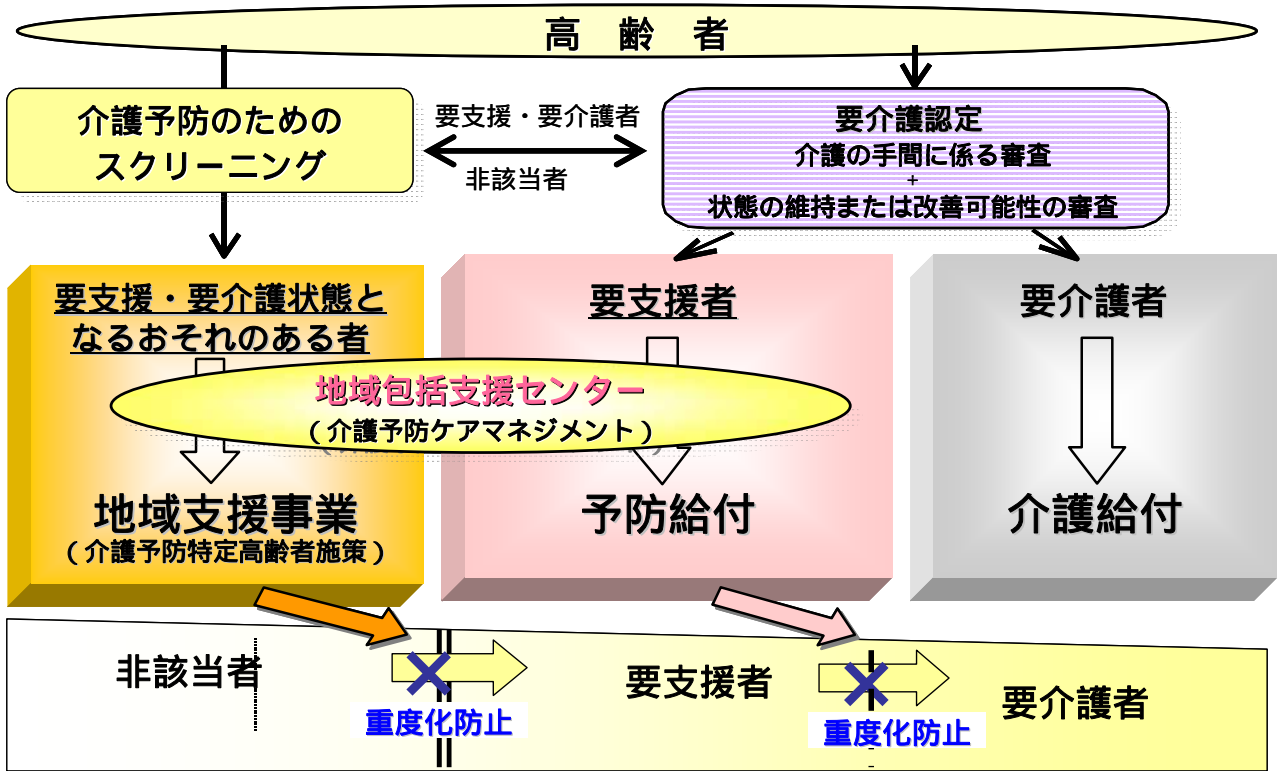 高 齢 者
介護予防のための
スクリーニング
要支援・要介護者
非該当者
要介護認定
介護の手間に係る審査
+
状態の維持または改善可能性の審査
要支援・要介護状態と
なるおそれのある者
要支援者
要介護者
地域包括支援センター
(介護予防ケアマネジメント)
地域支援事業
(介護予防特定高齢者施策)
予防給付
介護給付
非該当者
重度化防止
要支援者
重度化防止
要介護者